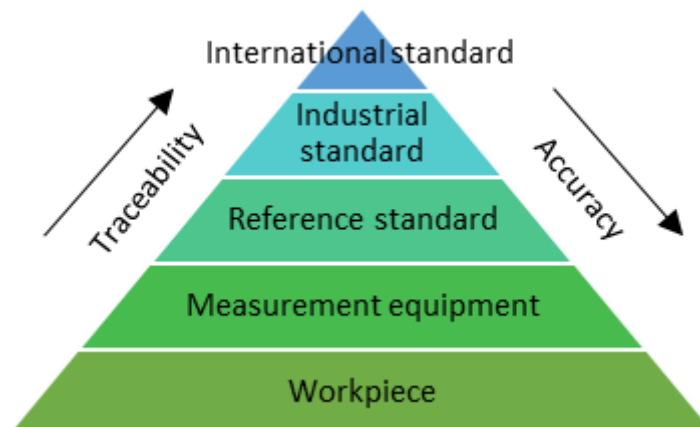 International standard
Industrial
standard
Traceability
Accuracy
Reference standard
Measurement equipment
Workpiece